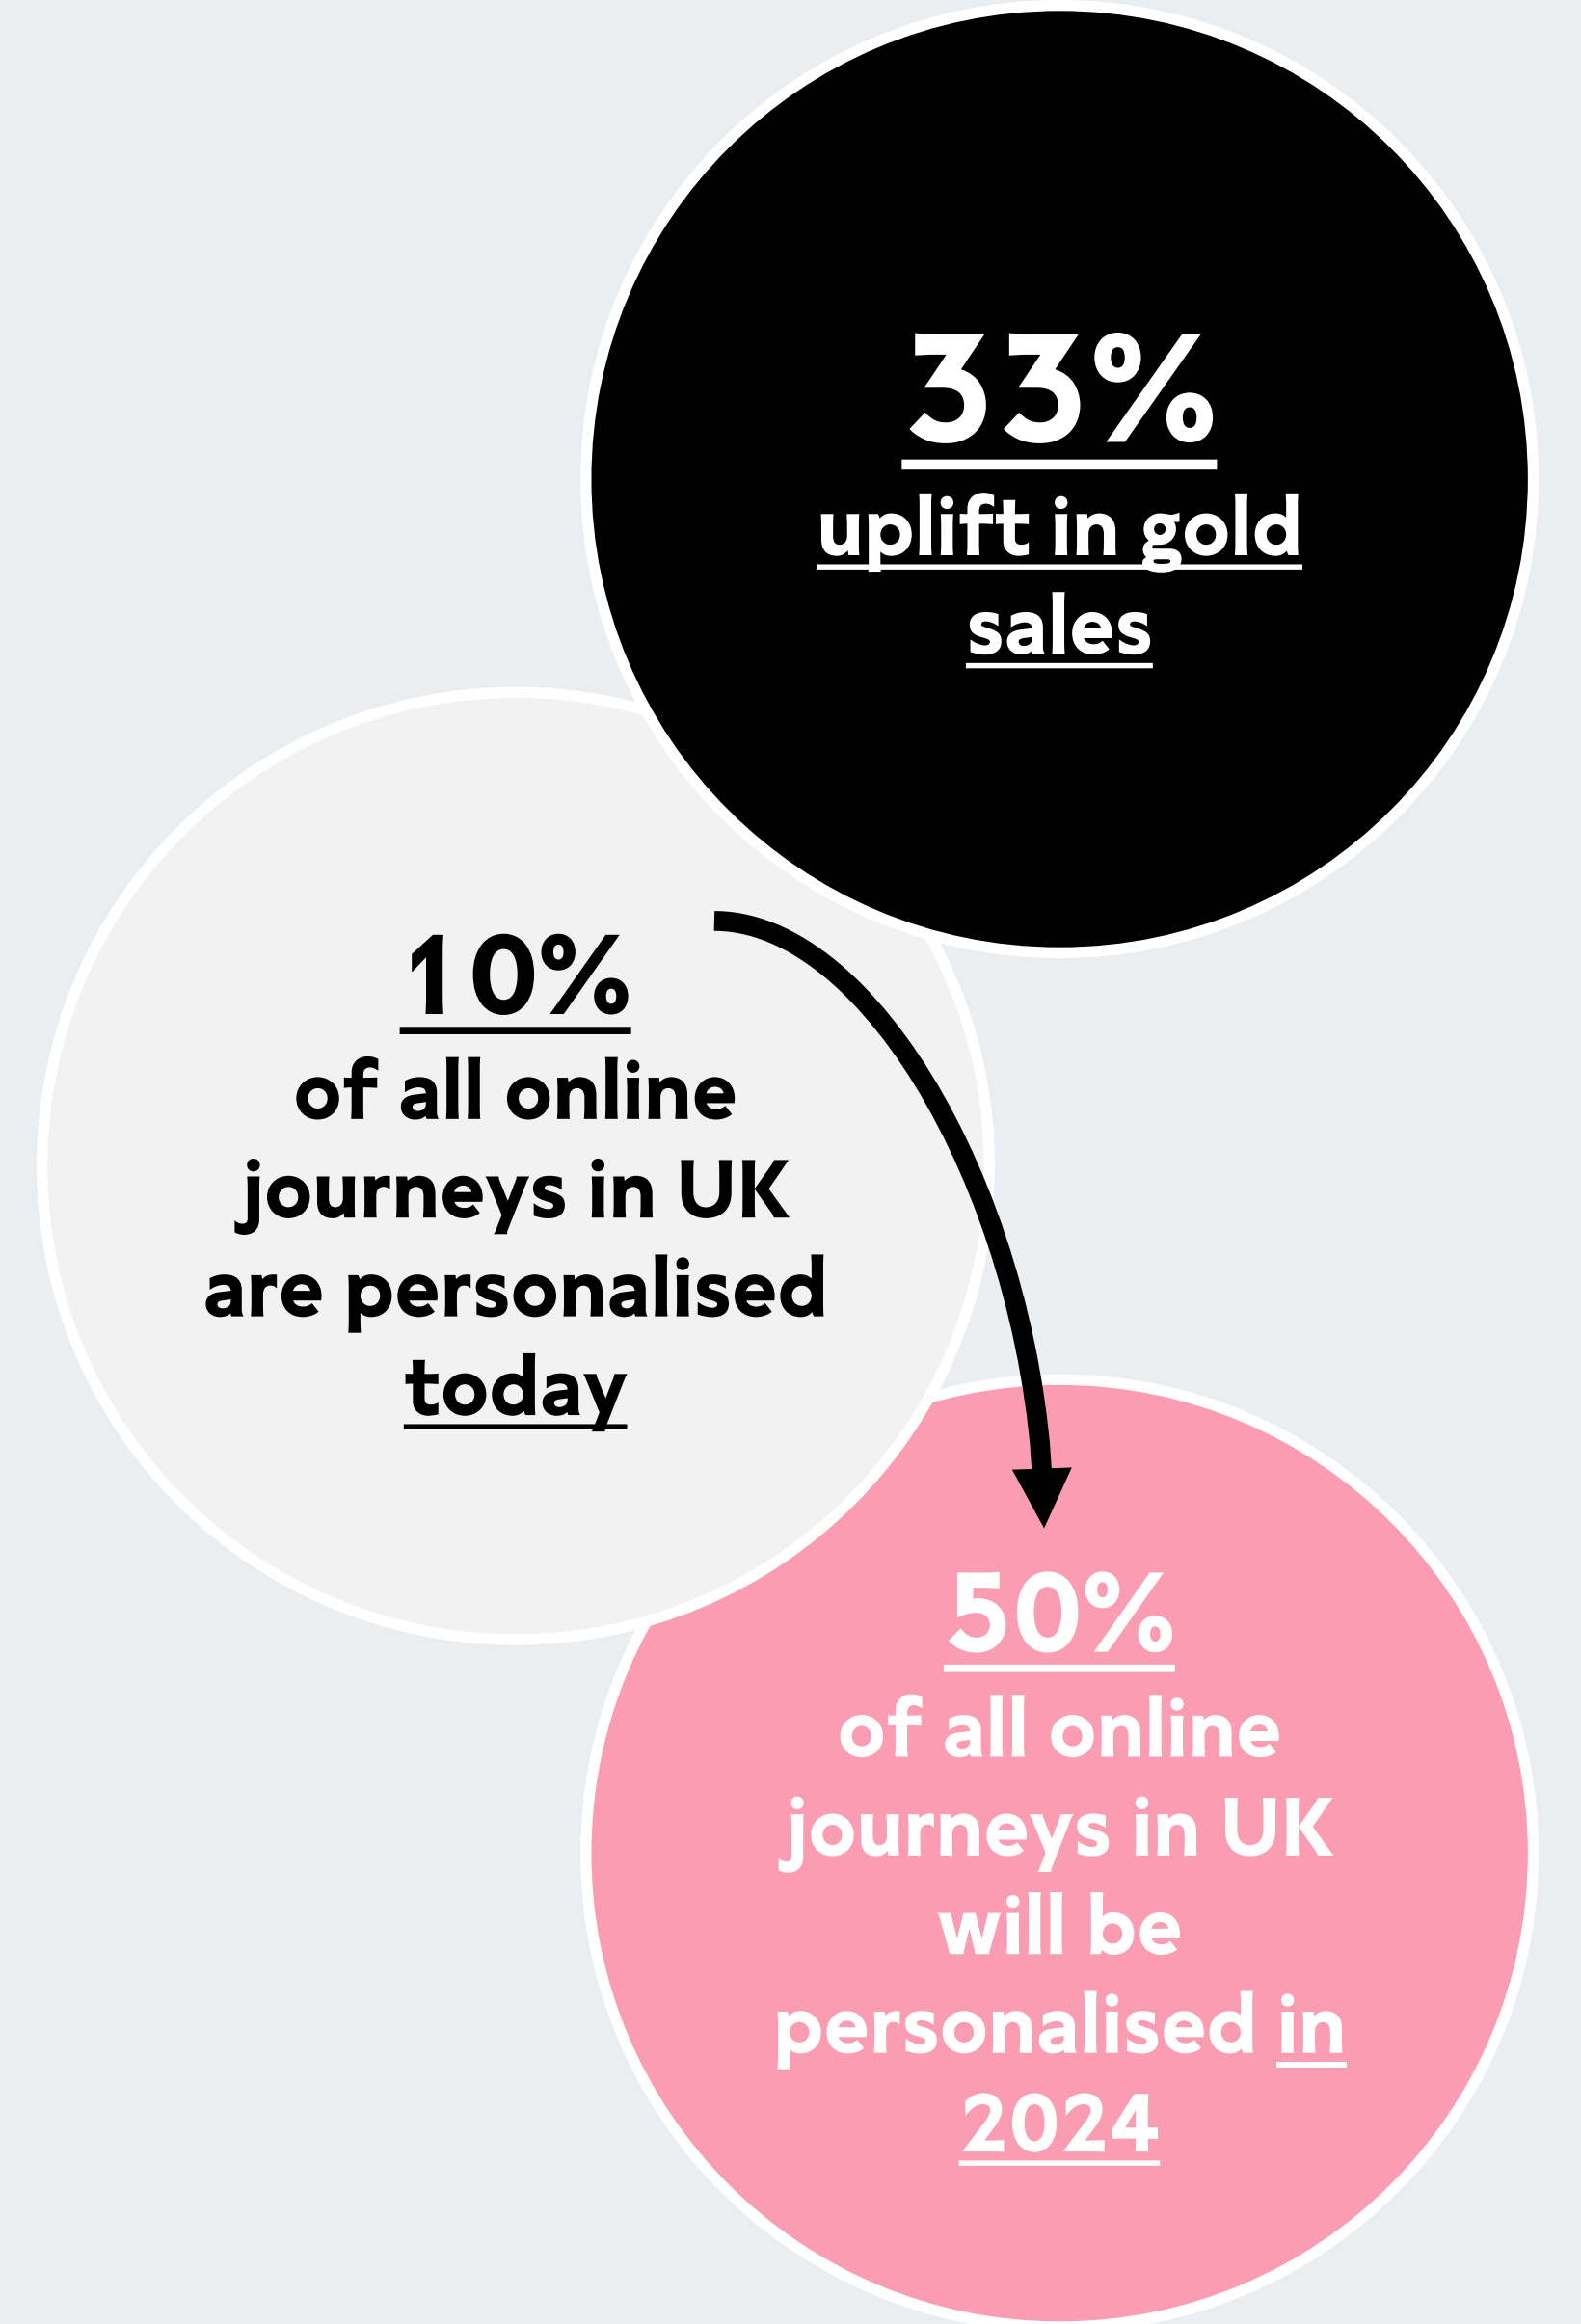 33%
uplift in gold
sales
10%
of all online
journeys in UK
are personalised
today
50%
of all online
journeys in UK
will be
personalised in
2024